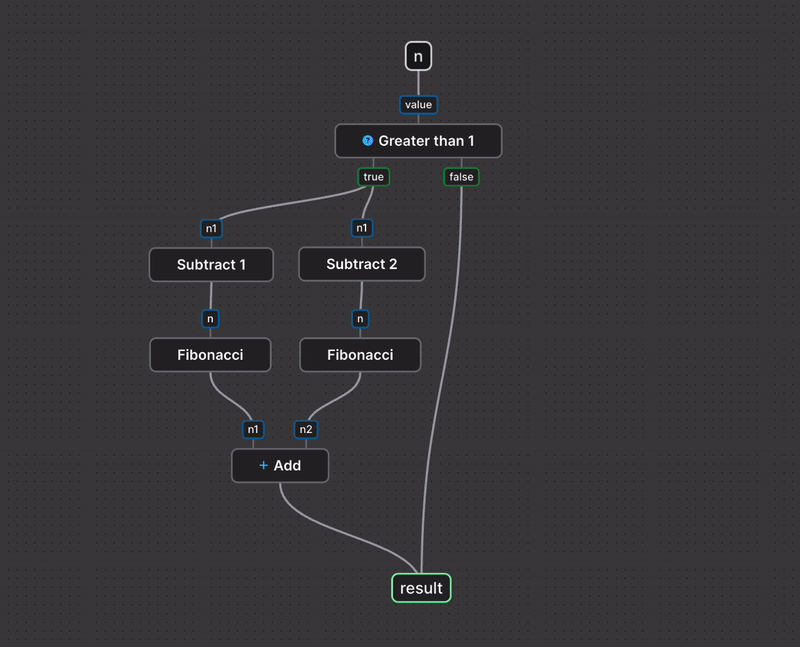 n
value
? Greater than 1
true
false
n1
n1
Subtract 1
Subtract 2
n
n
Fibonacci
Fibonacci
n1
n2
+ Add
result